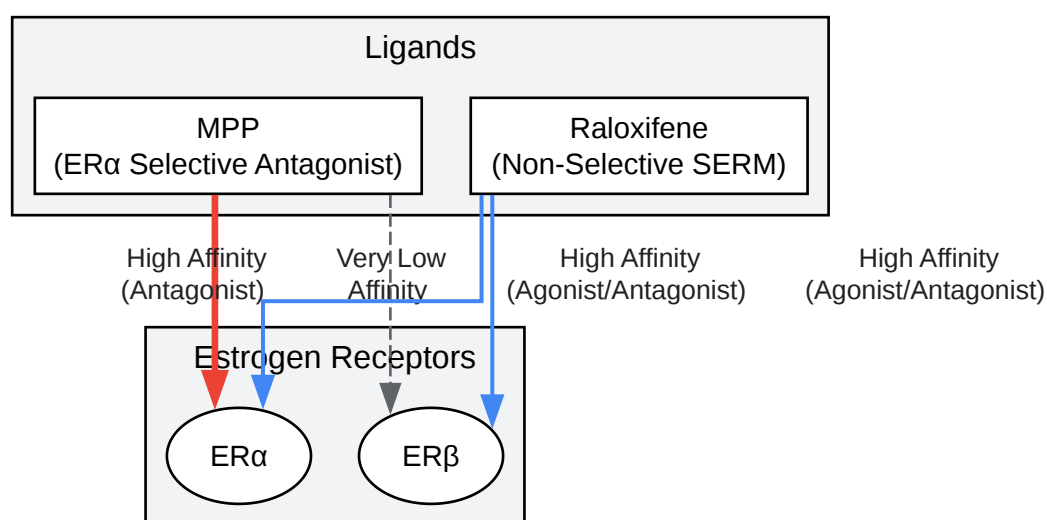 Ligands
MPP
(ERα Selective Antagonist)
Raloxifene
(Non-Selective SERM)
High Affinity
(Antagonist)
Very Low
Affinity
High Affinity
(Agonist/Antagonist)
High Affinity
(Agonist/Antagonist)
Estrogen Receptors
ERα
ERβ